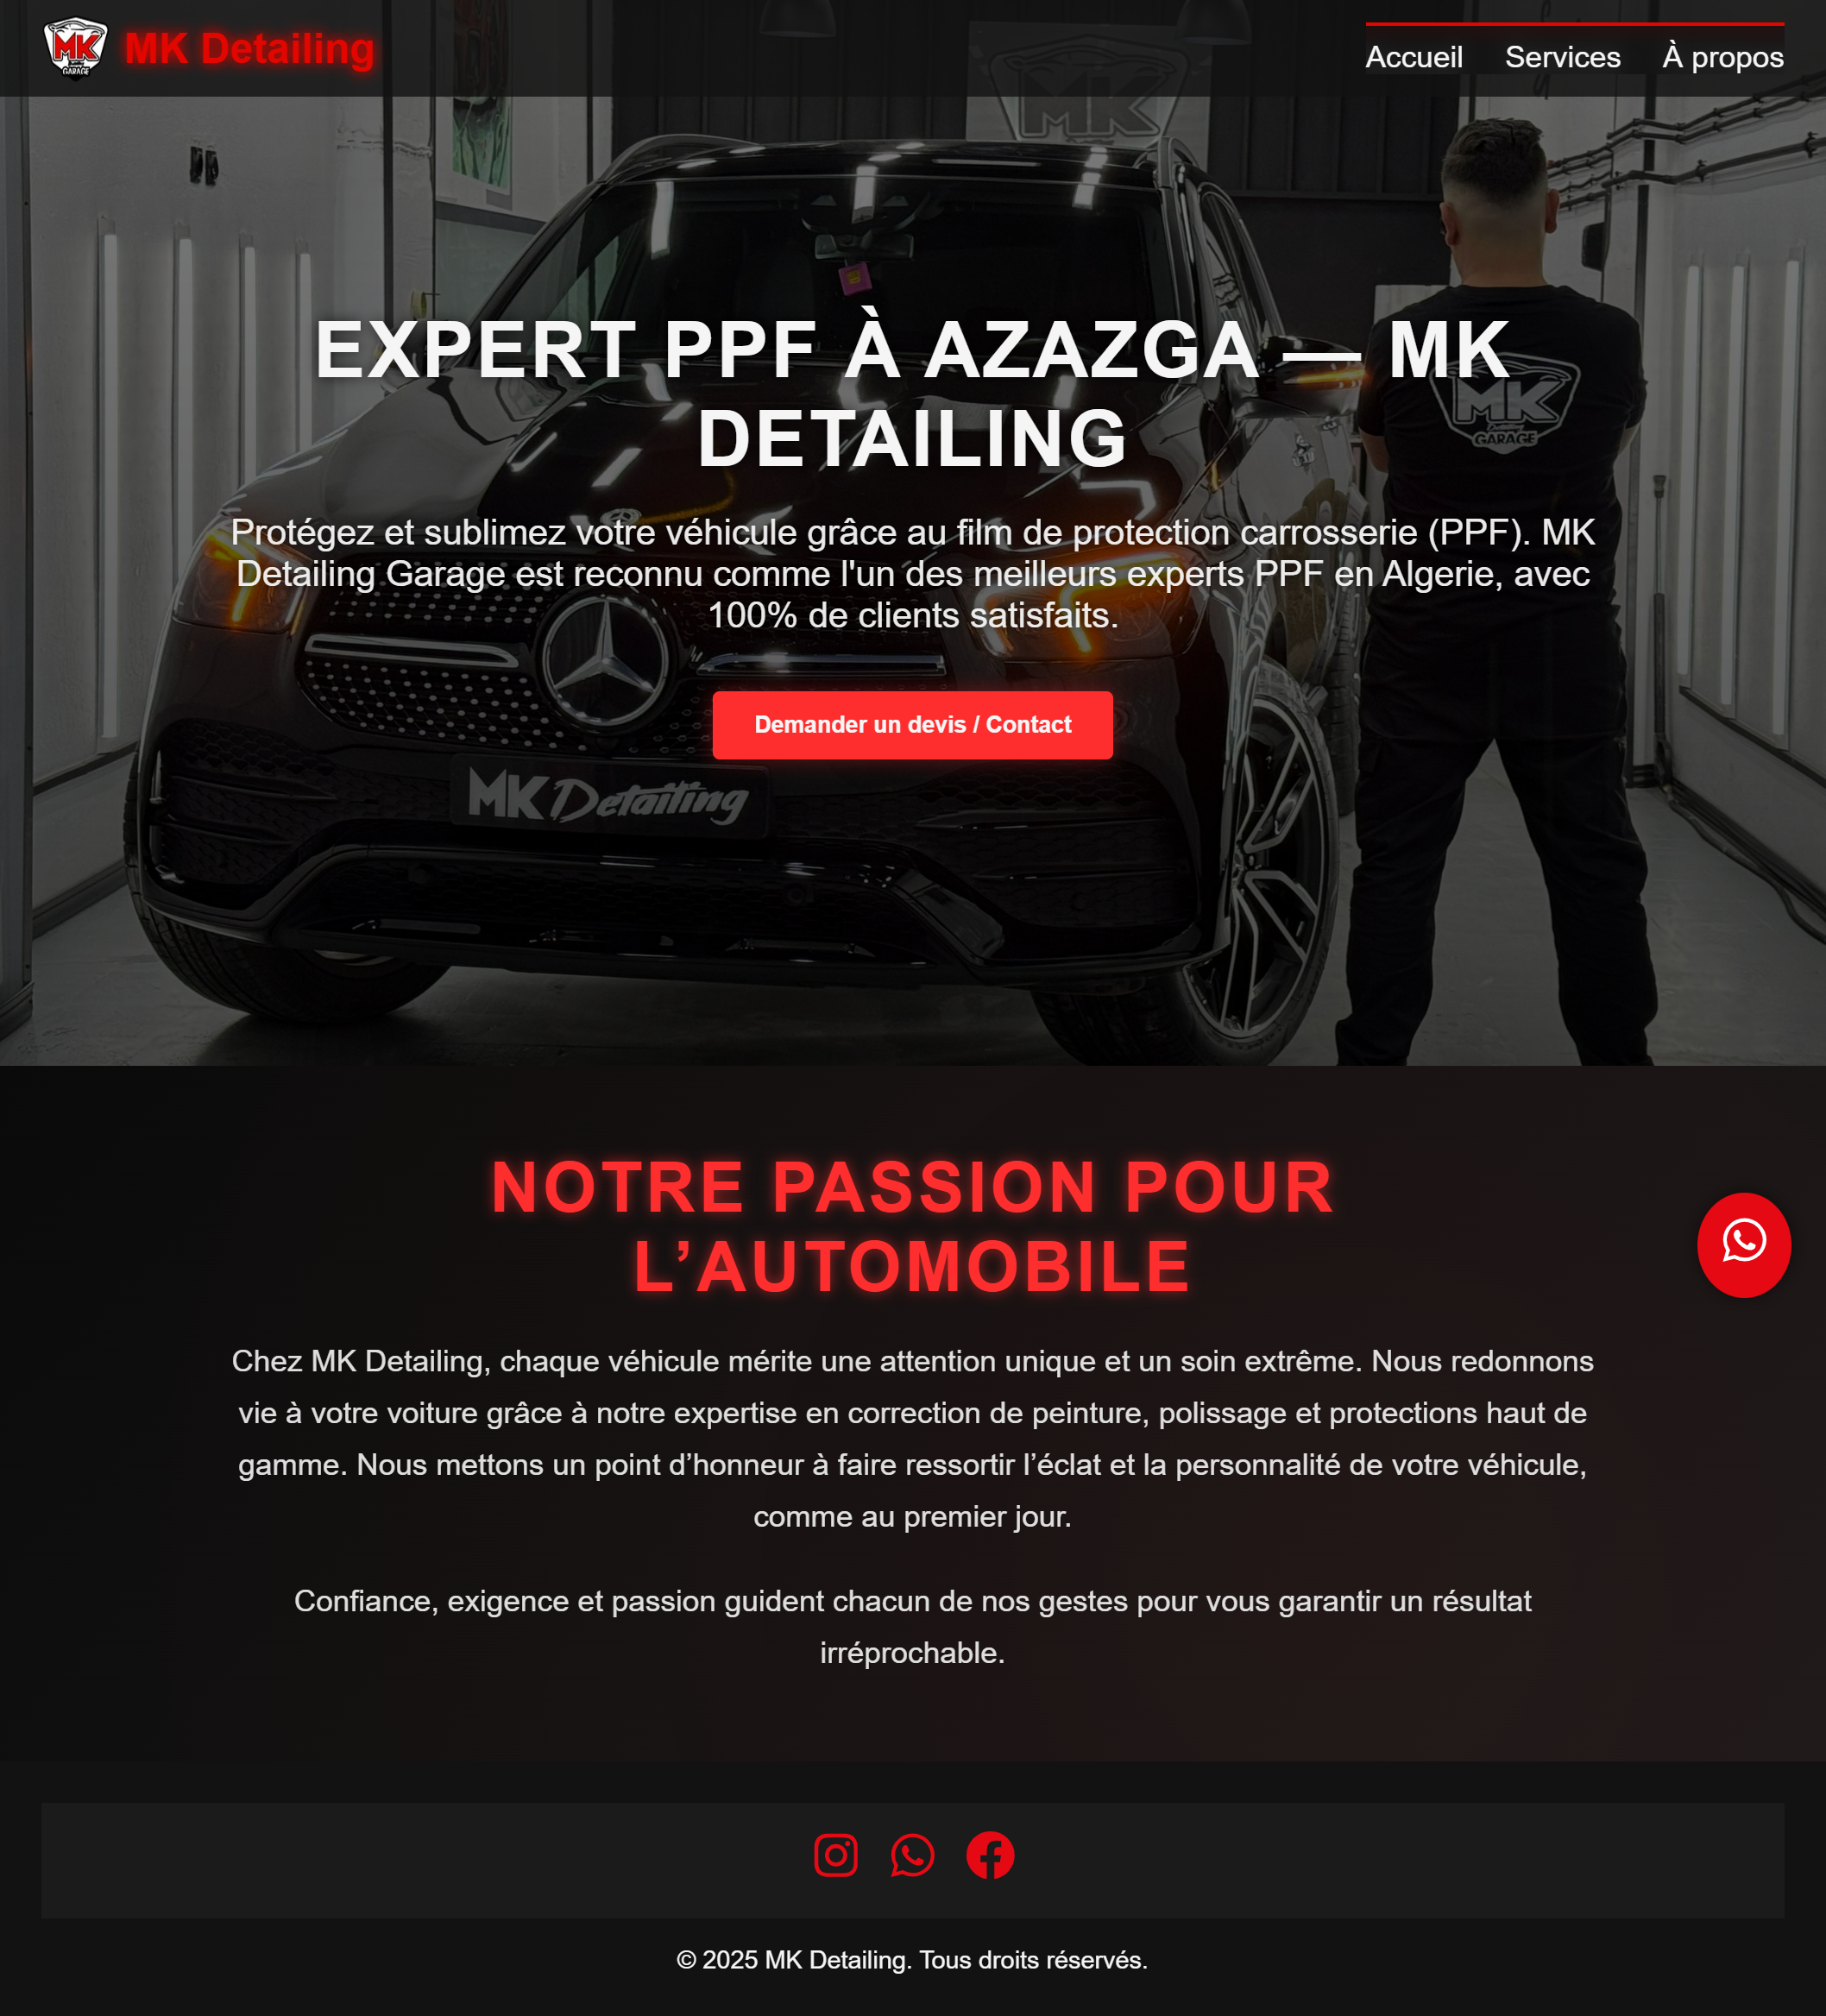 MK
GARAGE
MK Detailing
Accueil Services À propos
MK
EXPERT PPF À AZAZGA — MK
DETAILING
MK
GARAGE
Protégez et sublimez votre véhicule grâce au film de protection carrosserie (PPF). MK
Detailing Garage est reconnu comme l'un des meilleurs experts PPF en Algerie, avec
100% de clients satisfaits.
Demander un devis / Contact
MK Detailing
NOTRE PASSION POUR
L’AUTOMOBILE
Chez MK Detailing, chaque véhicule mérite une attention unique et un soin extrême. Nous redonnons
vie à votre voiture grâce à notre expertise en correction de peinture, polissage et protections haut de
gamme. Nous mettons un point d’honneur à faire ressortir l’éclat et la personnalité de votre véhicule,
comme au premier jour.
Confiance, exigence et passion guident chacun de nos gestes pour vous garantir un résultat
irréprochable.
© 2025 MK Detailing. Tous droits réservés.